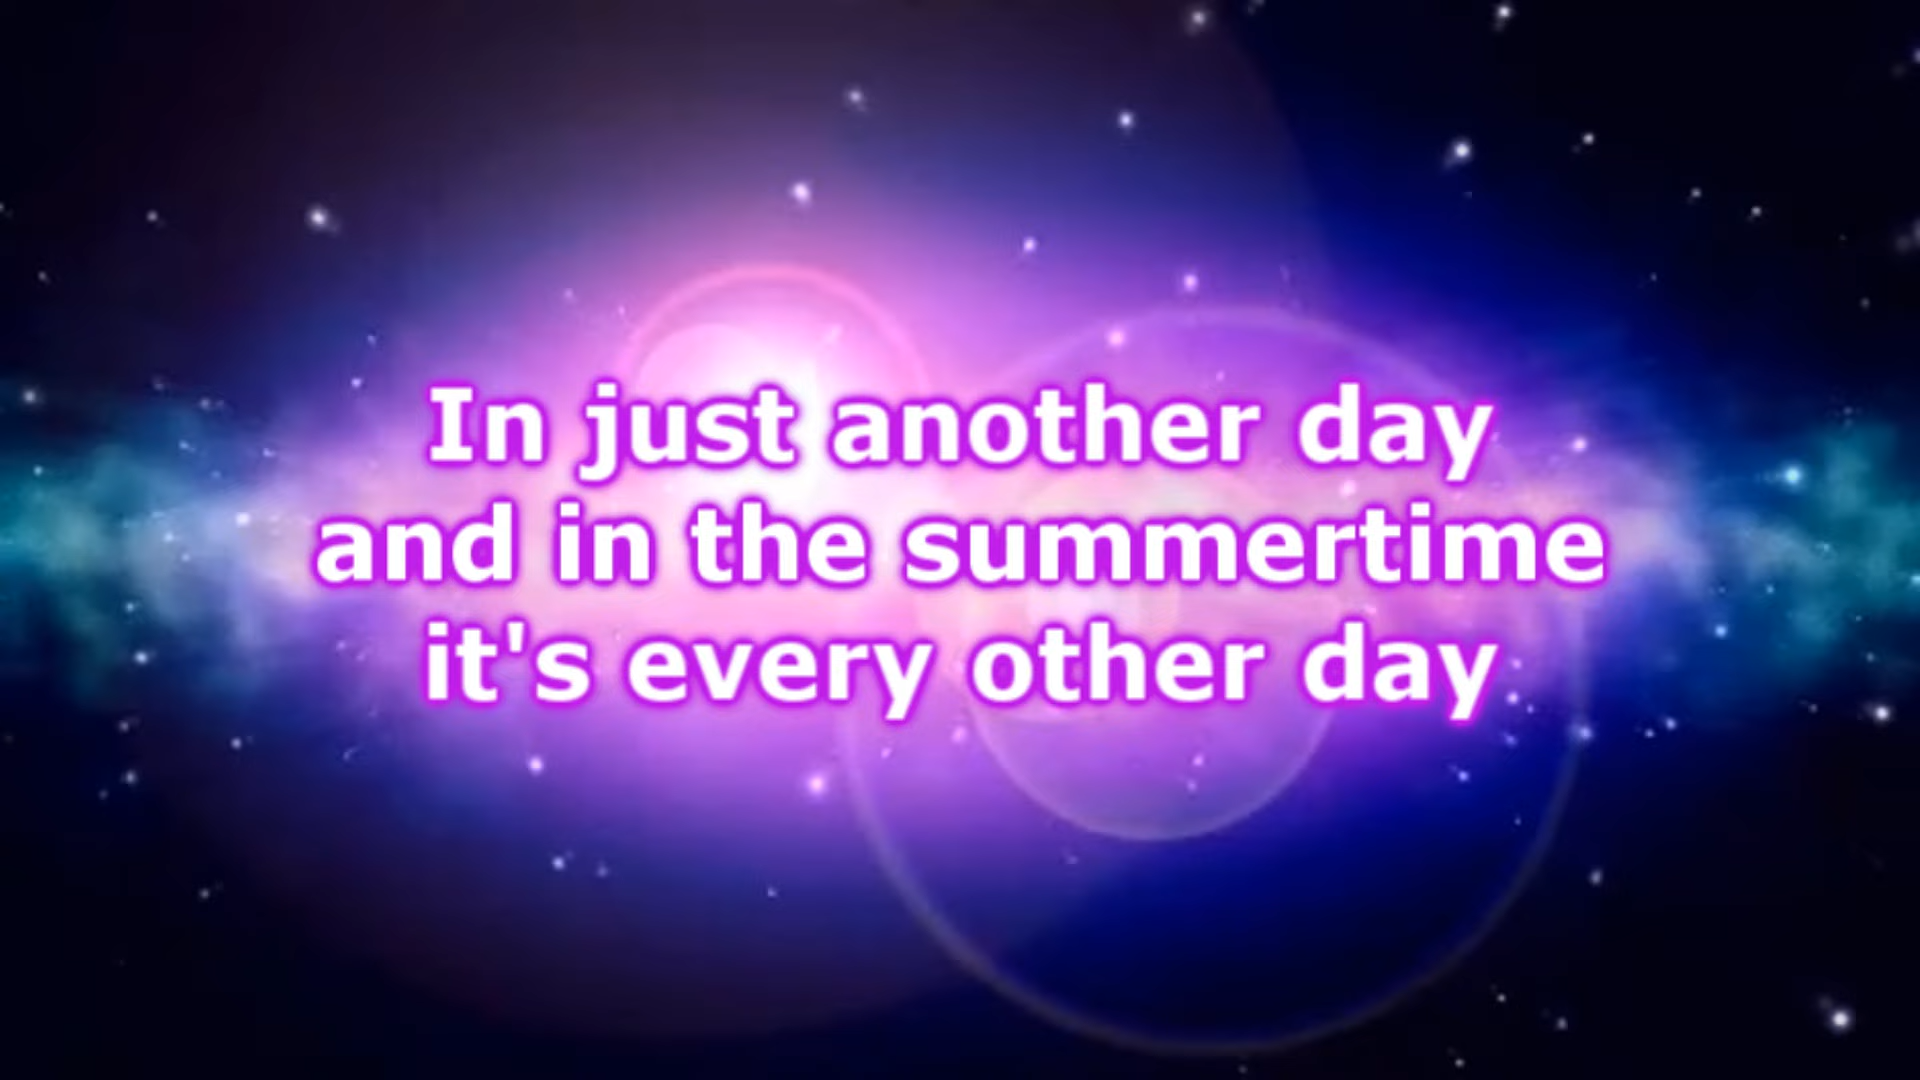 In just another day
and in the summertime
it's every other day